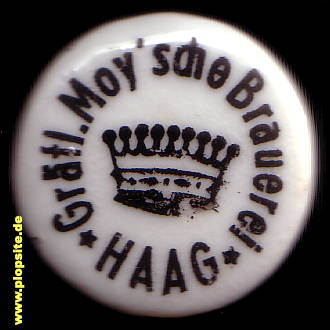 Gräfl. Moy'sche Brauerei
★ HAAG ★
www.plopsite.de